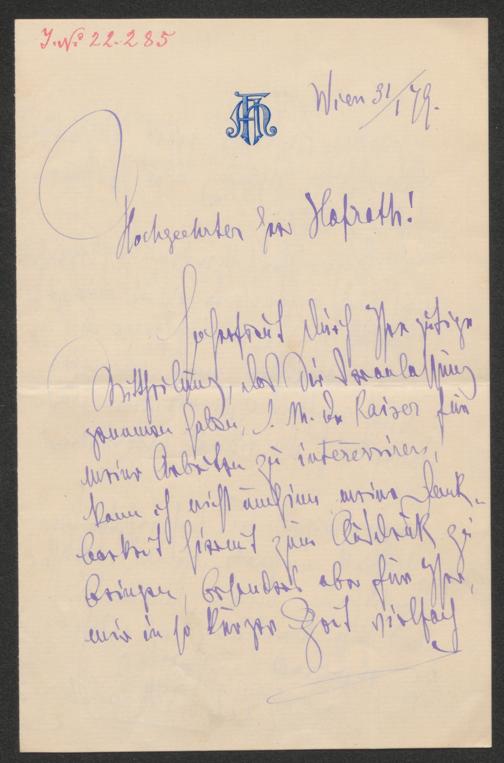 J. № 22.285
Wien 31/1 79.
Hochgeehrter Herr Hofrath!
Hocherfreut durch Ihre gütige
Mittheilung, daß Sie Veranlassung
genomen haben, S. M. den Kaiser für
meine Arbeiten zu interessiren,
kann ich nicht umhin meine Dank-
barkeit hiermit zum Ausdruck zu
bringen, besonders aber für Ihre,
mir in so kurzer Zeit vielfach